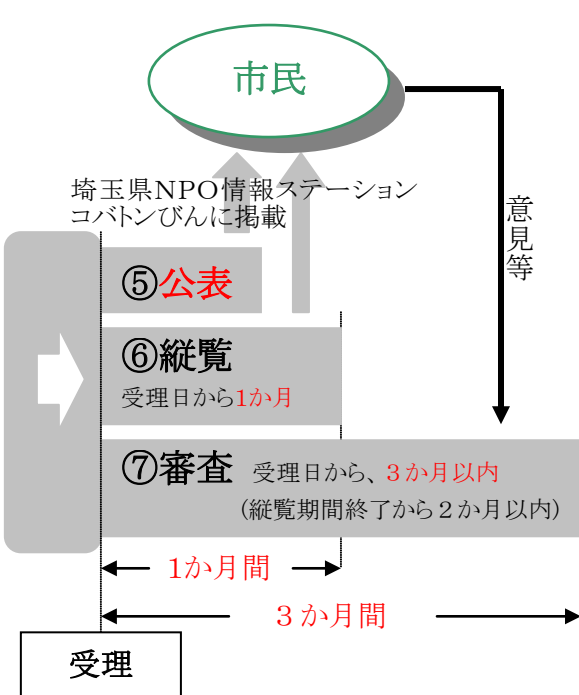 市民
埼玉県NPO情報ステーション
コバトンびんに掲載
意見等
⑤公表
⑥縦覧
受理日から1か月
⑦審査 受理日から、３か月以内
(縦覧期間終了から２か月以内)
1か月間
３か月間
受理